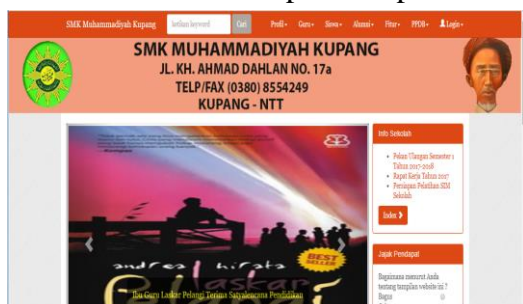 SMK Muhammadiyah Kupang
ketikan keyword
Cari
Profil
Guru
Siswa
Alumni
Fitur
PPDB
Login
SMK MUHAMMADIYAH KUPANG
JL. KH. AHMAD DAHLAN NO. 17a
TELP/FAX (0380) 8554249
KUPANG - NTT
BEST
SELLER
andrea hirata
Laskar
Ibu Guru Laskar Pelangi Terima Satyalencana Pendidikan
Info Sekolah
Pekan Ulangan Semester 1
Tahun 2017-2018
Rapat Kerja Tahun 2017
Persiapan Pelatihan SIM
Sekolah
Index
Jajak Pendapat
Bagaimana menurut Anda
tentang tampilan website ini ?
Bagus